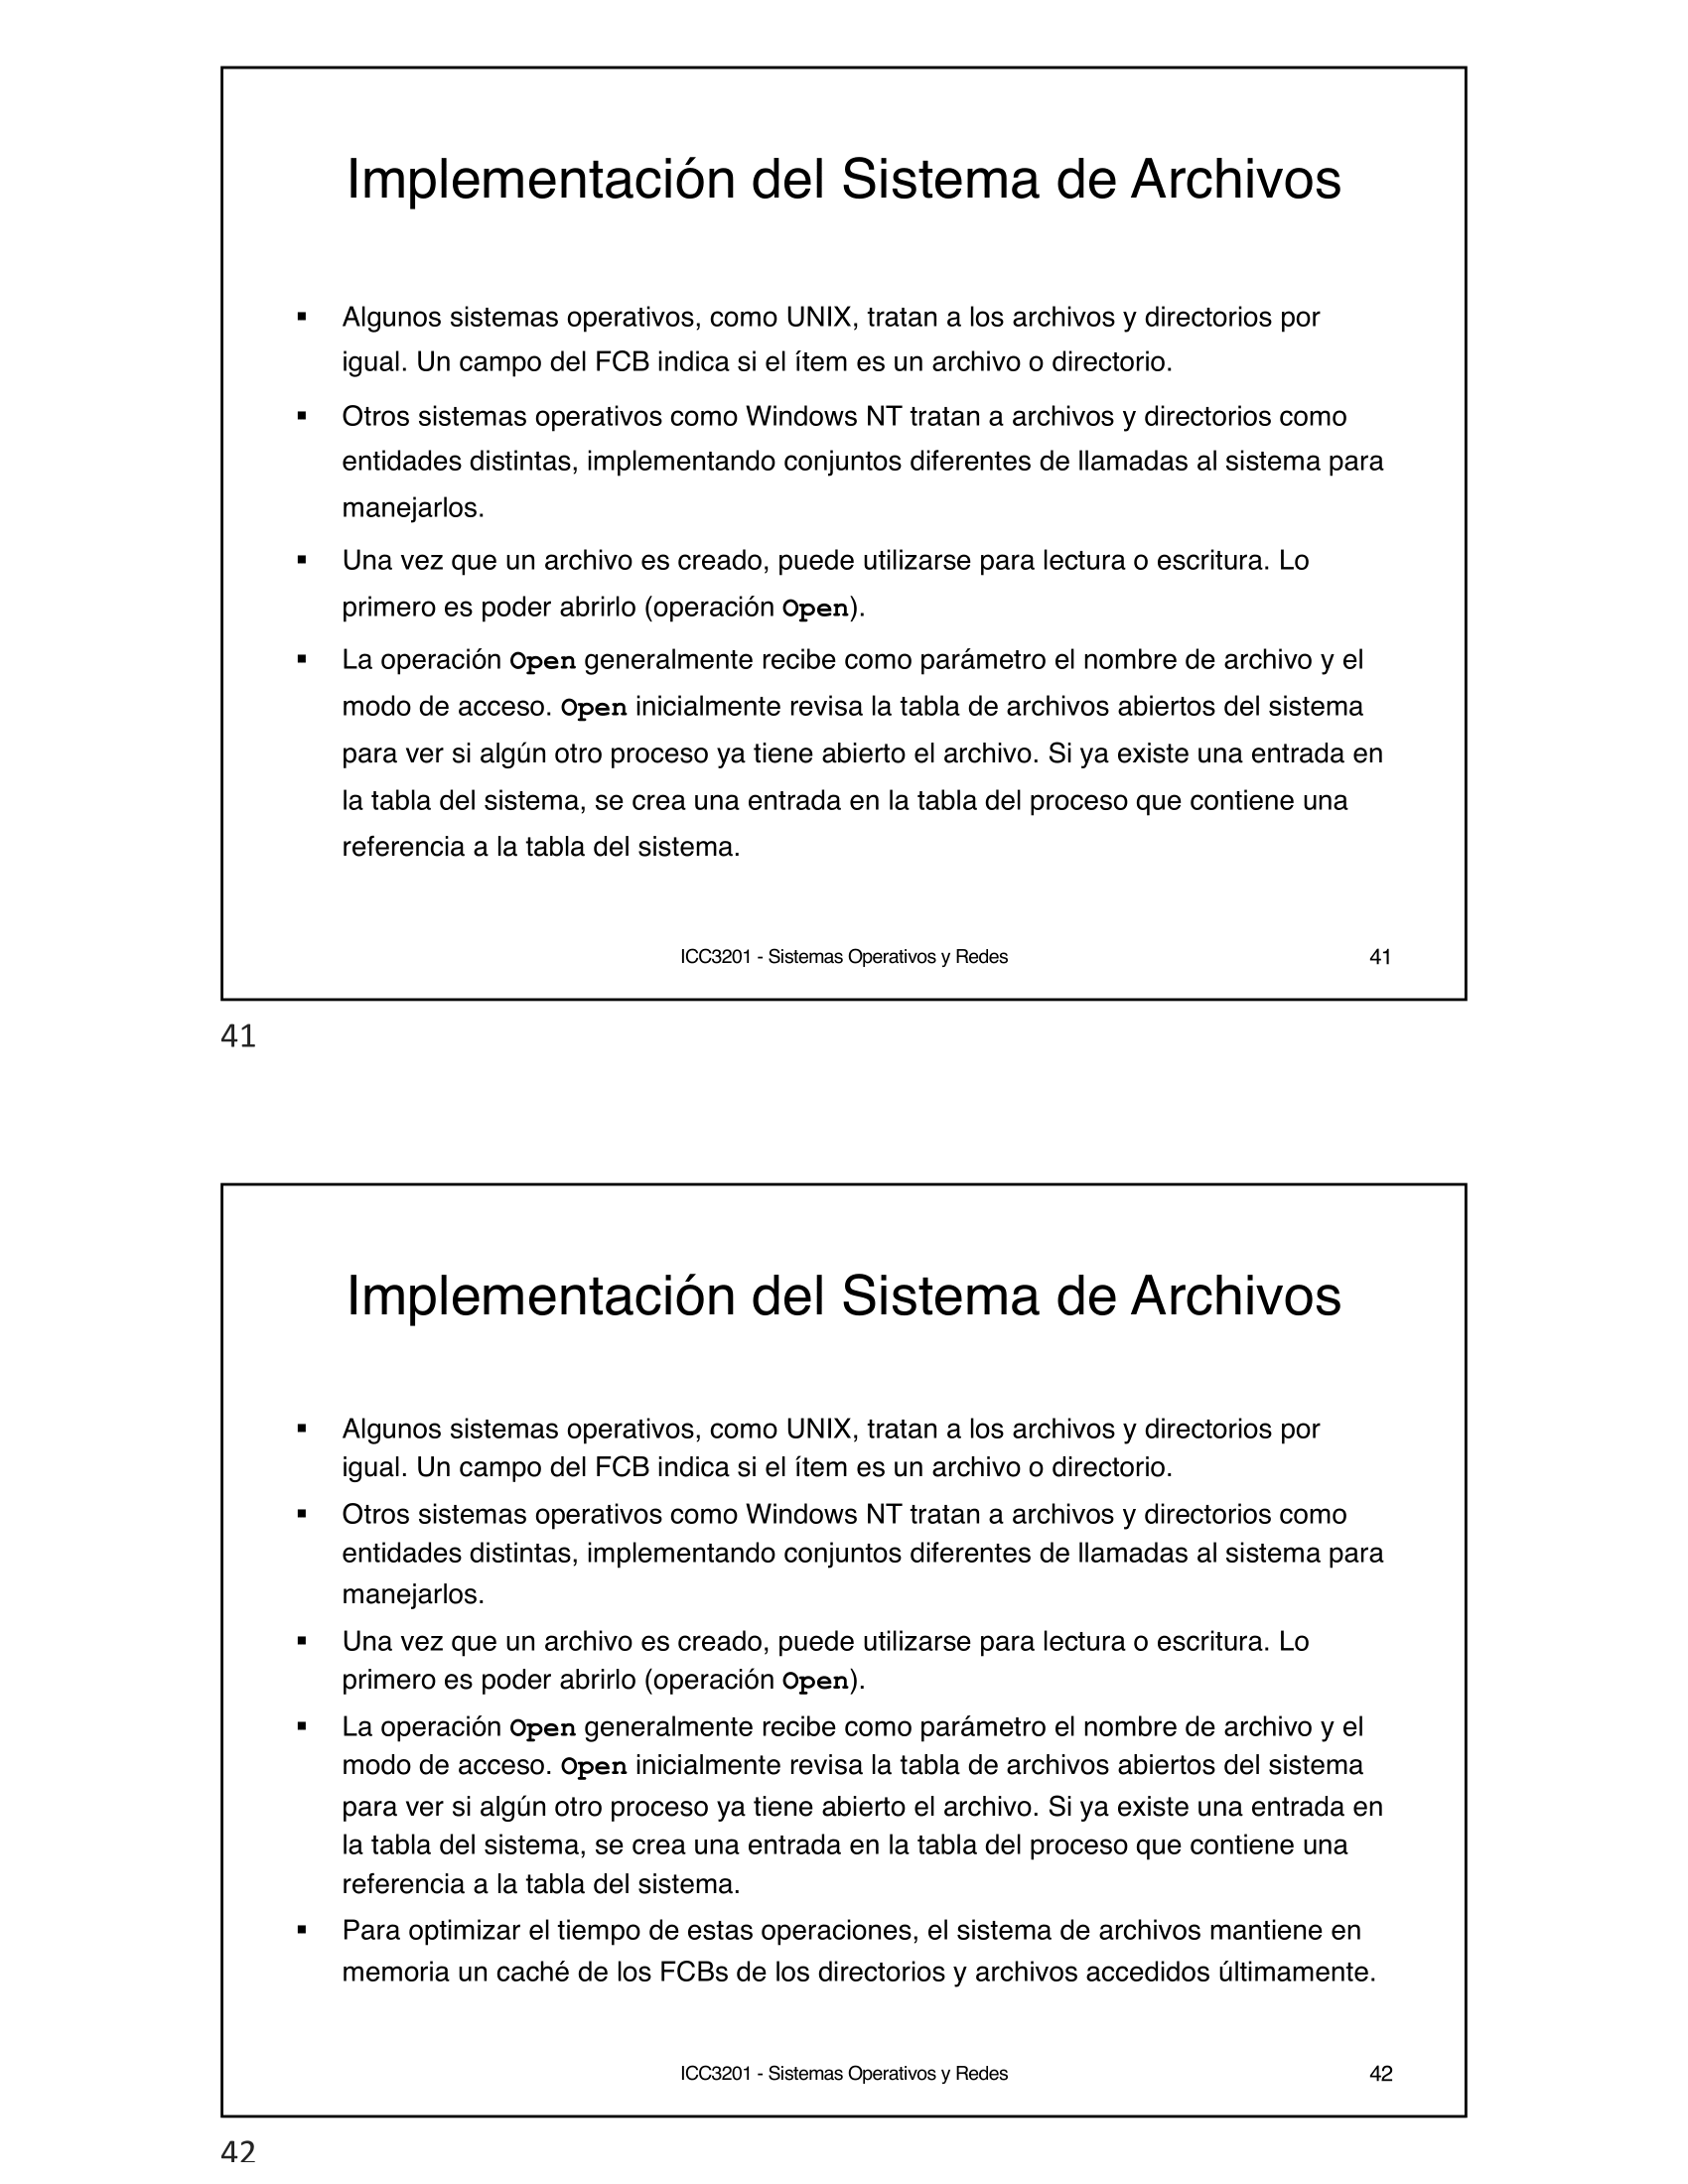 Implementación del Sistema de Archivos
▪ Algunos sistemas operativos, como UNIX, tratan a los archivos y directorios por
igual. Un campo del FCB indica si el ítem es un archivo o directorio.
▪ Otros sistemas operativos como Windows NT tratan a archivos y directorios como
entidades distintas, implementando conjuntos diferentes de llamadas al sistema para
manejarlos.
▪ Una vez que un archivo es creado, puede utilizarse para lectura o escritura. Lo
primero es poder abrirlo (operación Open).
▪ La operación Open generalmente recibe como parámetro el nombre de archivo y el
modo de acceso. Open inicialmente revisa la tabla de archivos abiertos del sistema
para ver si algún otro proceso ya tiene abierto el archivo. Si ya existe una entrada en
la tabla del sistema, se crea una entrada en la tabla del proceso que contiene una
referencia a la tabla del sistema.
ICC3201 - Sistemas Operativos y Redes 41
41
Implementación del Sistema de Archivos
▪ Algunos sistemas operativos, como UNIX, tratan a los archivos y directorios por
igual. Un campo del FCB indica si el ítem es un archivo o directorio.
▪ Otros sistemas operativos como Windows NT tratan a archivos y directorios como
entidades distintas, implementando conjuntos diferentes de llamadas al sistema para
manejarlos.
▪ Una vez que un archivo es creado, puede utilizarse para lectura o escritura. Lo
primero es poder abrirlo (operación Open).
▪ La operación Open generalmente recibe como parámetro el nombre de archivo y el
modo de acceso. Open inicialmente revisa la tabla de archivos abiertos del sistema
para ver si algún otro proceso ya tiene abierto el archivo. Si ya existe una entrada en
la tabla del sistema, se crea una entrada en la tabla del proceso que contiene una
referencia a la tabla del sistema.
▪ Para optimizar el tiempo de estas operaciones, el sistema de archivos mantiene en
memoria un caché de los FCBs de los directorios y archivos accedidos últimamente.
ICC3201 - Sistemas Operativos y Redes 42
42